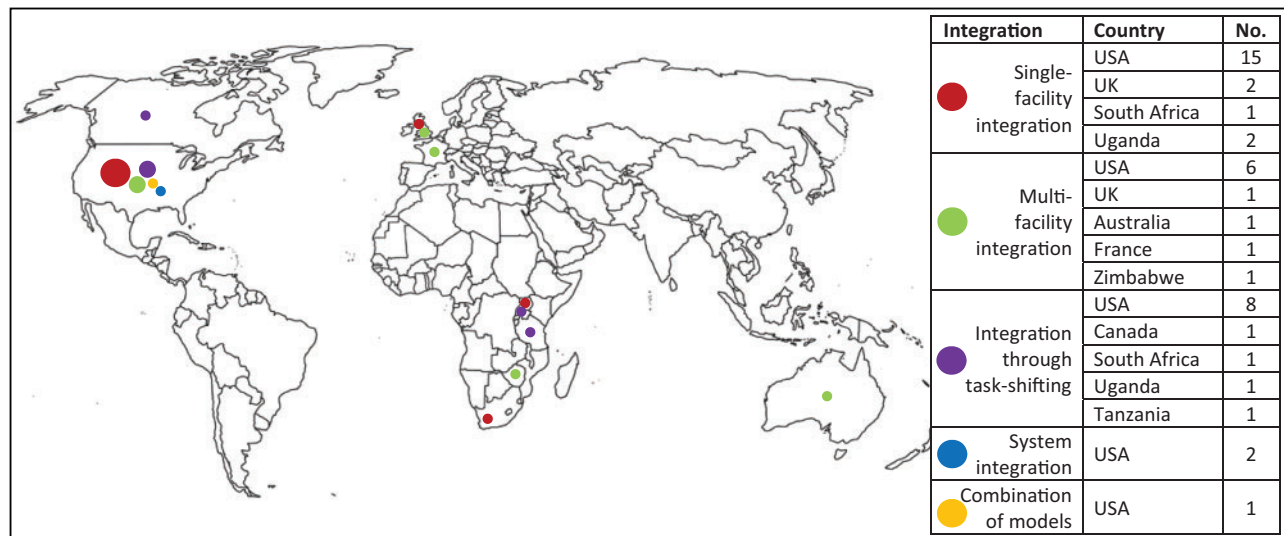 Integration Country No.
Single-
facility
integration
USA 15
UK 2
South Africa 1
Uganda 2
Multi-
facility
integration
USA 6
UK 1
Australia 1
France 1
Zimbabwe 1
Integration
through
task-shifting
USA 8
Canada 1
South Africa 1
Uganda 1
Tanzania 1
System
integration
USA 2
Combination
of models
USA 1